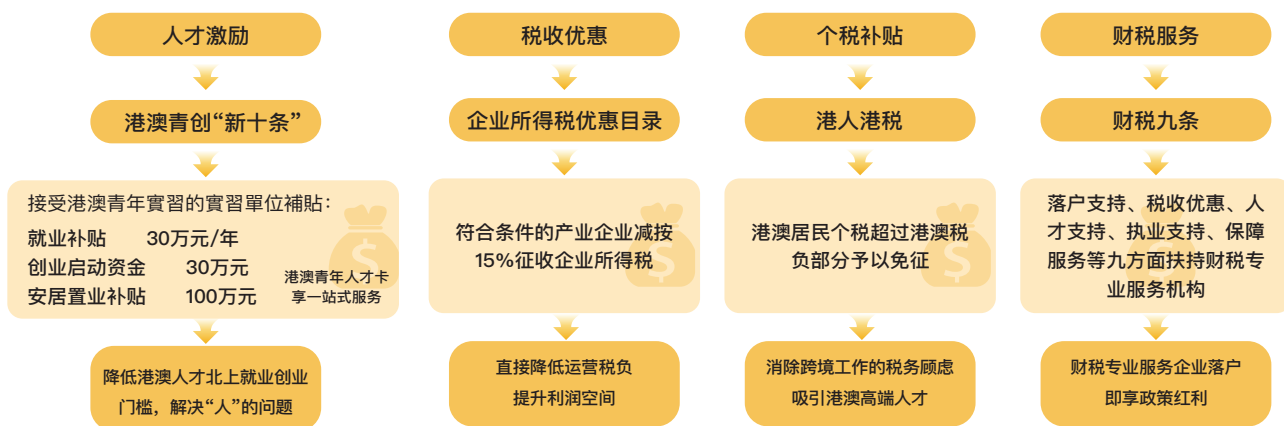 人才激励
港澳青创“新十条”
接受港澳青年實習的實習單位補貼：
就业补贴 30万元/年
创业启动资金 30万元
安居置业补贴 100万元
港澳青年人才卡
享一站式服务
降低港澳人才北上就业创业
门槛，解决“人”的问题
税收优惠
企业所得税优惠目录
符合条件的产业企业减按
15%征收企业所得税
直接降低运营税负
提升利润空间
个税补贴
港人港税
港澳居民个税超过港澳税
负部分予以免征
消除跨境工作的税务顾虑
吸引港澳高端人才
财税服务
财税九条
落户支持、税收优惠、人
才支持、执业支持、保障
服务等九方面扶持财税专
业服务机构
财税专业服务企业落户
即享政策红利